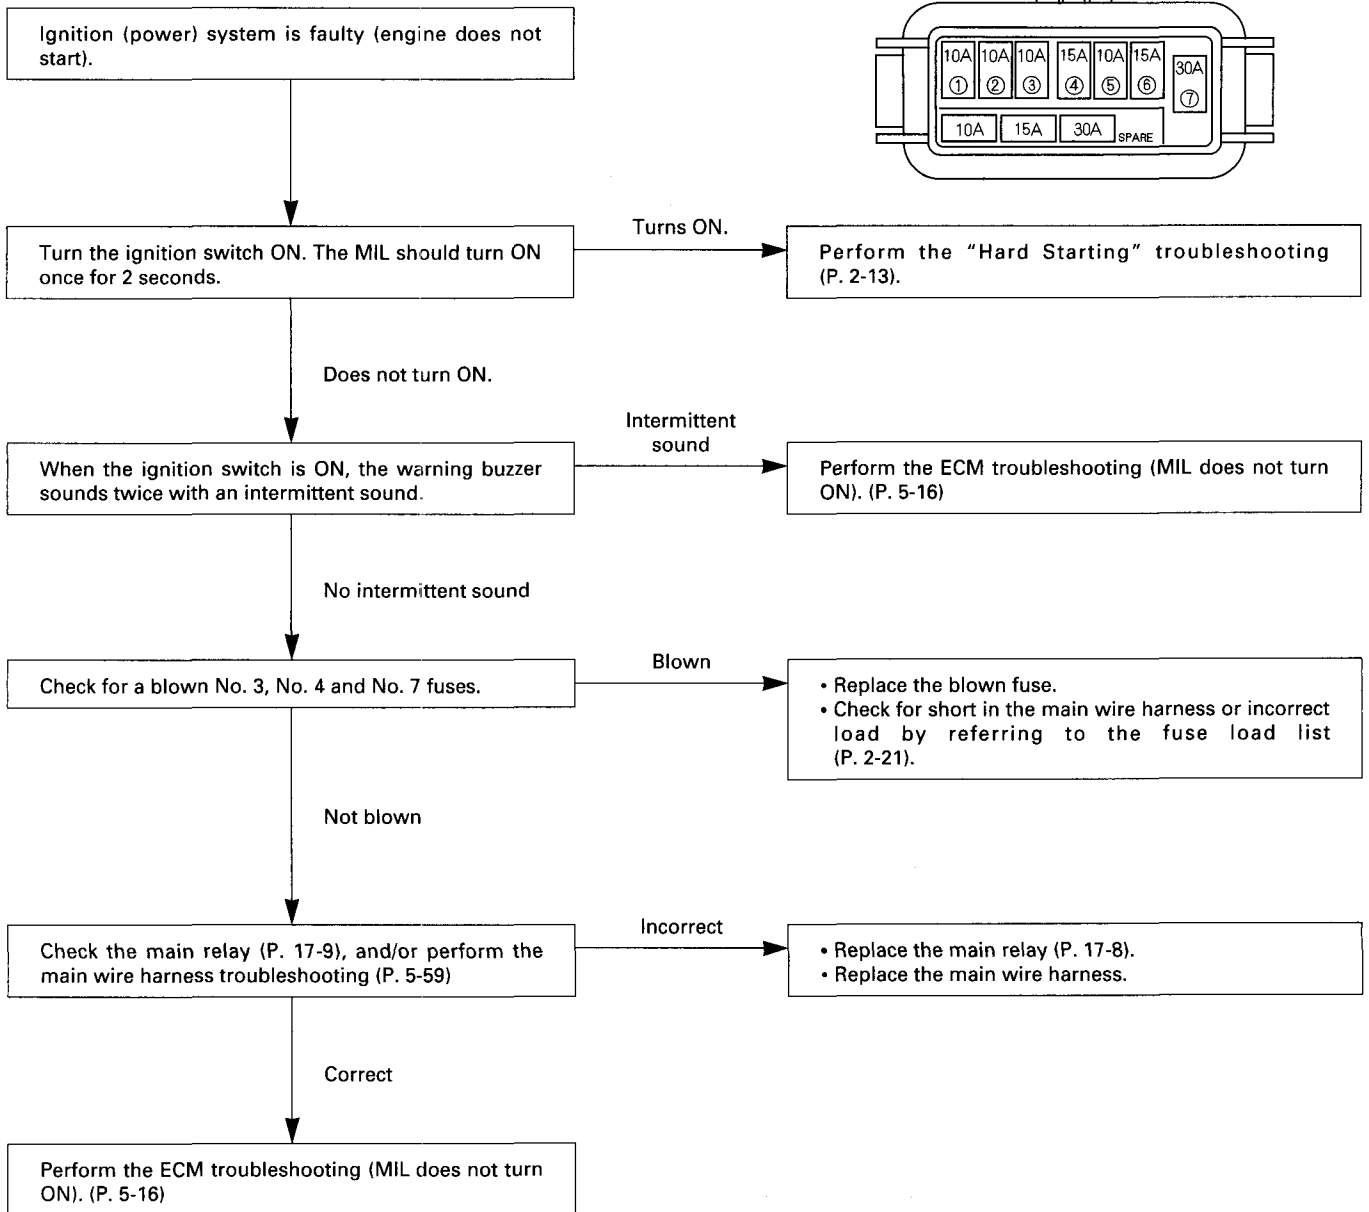 Ignition (power) system is faulty (engine does not
start).
10A 10A 10A 15A 10A 15A 30A
① ② ③ ④ ⑤ ⑥ ⑦
10A 15A 30A SPARE
Turn the ignition switch ON. The MIL should turn ON
once for 2 seconds.
Turns ON.
Perform the "Hard Starting" troubleshooting
(P. 2-13).
Does not turn ON.
When the ignition switch is ON, the warning buzzer
sounds twice with an intermittent sound.
Intermittent
sound
Perform the ECM troubleshooting (MIL does not turn
ON). (P. 5-16)
No intermittent sound
Check for a blown No. 3, No. 4 and No. 7 fuses.
Blown
• Replace the blown fuse.
• Check for short in the main wire harness or incorrect
load by referring to the fuse load list
(P. 2-21).
Not blown
Check the main relay (P. 17-9), and/or perform the
main wire harness troubleshooting (P. 5-59)
Incorrect
• Replace the main relay (P. 17-8).
• Replace the main wire harness.
Correct
Perform the ECM troubleshooting (MIL does not turn
ON). (P. 5-16)